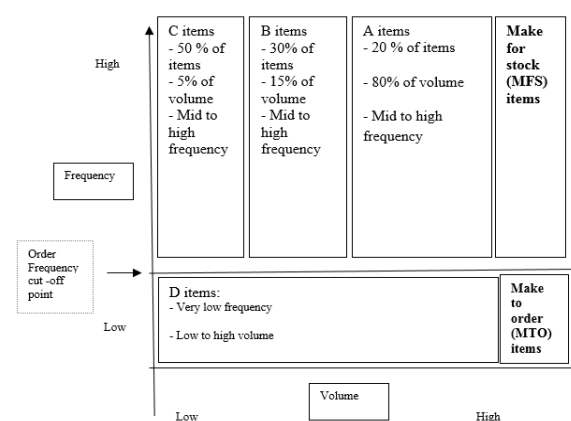 C items
- 50 % of
items
- 5% of
volume
- Mid to
high
frequency
B items
- 30% of
items
- 15% of
volume
- Mid to
high
frequency
A items
- 20 % of items
- 80% of volume
- Mid to high
frequency
Make
for
stock
(MFS)
items
High
Frequency
Order
Frequency
cut -off
point
Low
D items:
- Very low frequency
- Low to high volume
Make
to
order
(MTO)
items
Volume
Low
High